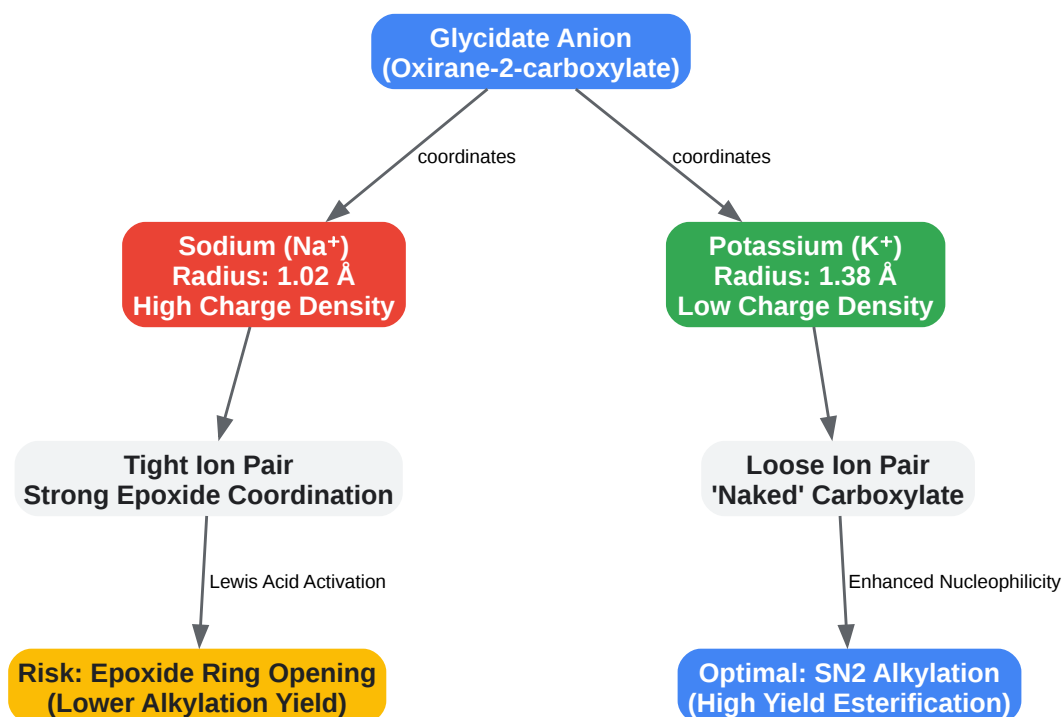 Glycidate Anion
(Oxirane-2-carboxylate)
coordinates
coordinates
Sodium (Na⁺)
Radius: 1.02 Å
High Charge Density
Potassium (K⁺)
Radius: 1.38 Å
Low Charge Density
Tight Ion Pair
Strong Epoxide Coordination
Loose Ion Pair
'Naked' Carboxylate
Lewis Acid Activation
Enhanced Nucleophilicity
Risk: Epoxide Ring Opening
(Lower Alkylation Yield)
Optimal: SN2 Alkylation
(High Yield Esterification)